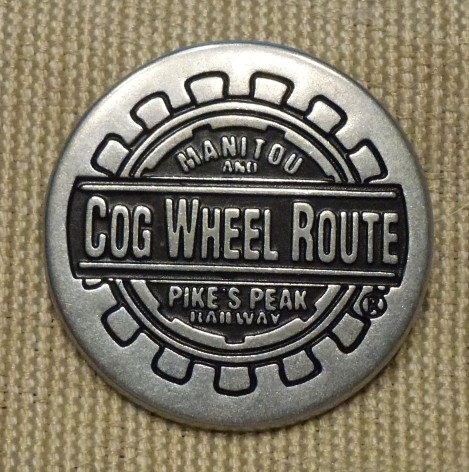 MANITOU
AND
COG WHEEL ROUTE
PIKE'S PEAK
RAILWAY
®